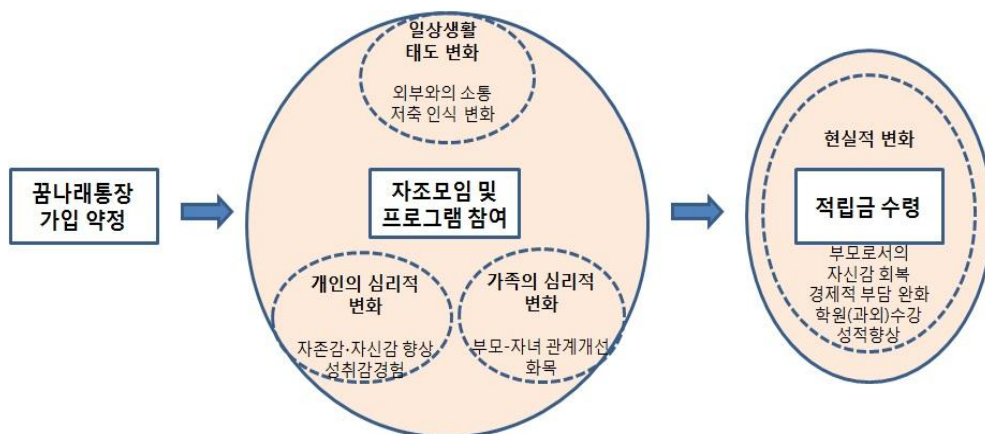 꿈나래통장
가입 약정
일상생활
태도 변화
외부와의 소통
저축 인식 변화
자조모임 및
프로그램 참여
개인의 심리적
변화
자존감·자신감 향상
성취감경험
가족의 심리적
변화
부모-자녀 관계개선
화목
현실적 변화
적립금 수령
부모로서의
자신감 회복
경제적 부담 완화
학원(과외)수강
성적향상